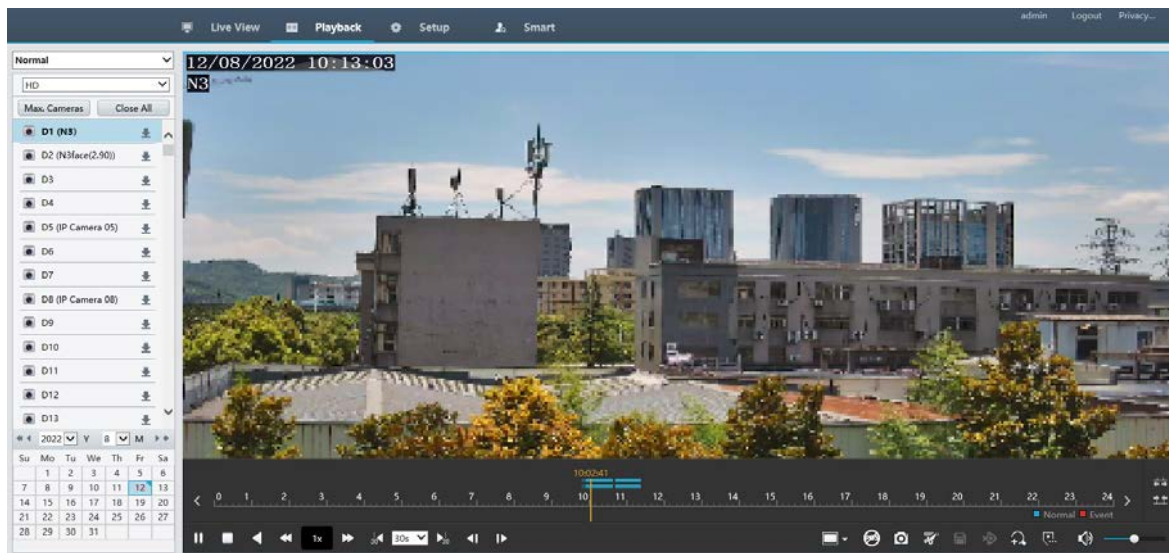 admin Logout Privacy...
Live View Playback Setup Smart
Normal
HD
Max. Cameras Close All
D1 (N3)
D2 (N3face(2.90))
D3
D4
D5 (IP Camera 05)
D6
D7
D8 (IP Camera 08)
D9
D10
D11
D12
D13
2022 Y 8 M
Su Mo Tu We Th Fr Sa
1 2 3 4 5 6
7 8 9 10 11 12 13
14 15 16 17 18 19 20
21 22 23 24 25 26 27
28 29 30 31
12/08/2022 10:13:03
N3
10:02:41
0 1 2 3 4 5 6 7 8 9 10 11 12 13 14 15 16 17 18 19 20 21 22 23 24
Normal Event
1x 30s